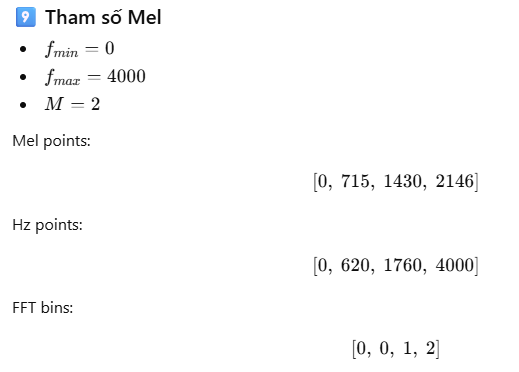 9 Tham số Mel
• f_min = 0
• f_max = 4000
• M = 2
Mel points:
[0, 715, 1430, 2146]
Hz points:
[0, 620, 1760, 4000]
FFT bins:
[0, 0, 1, 2]